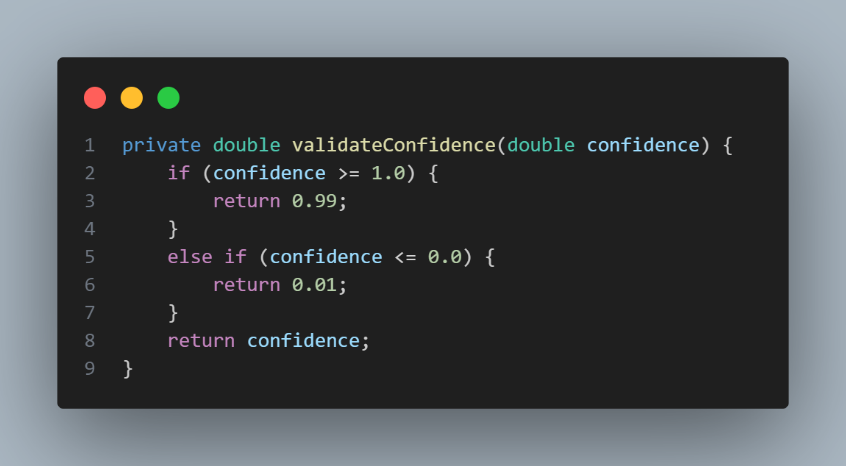 1 private double validateConfidence(double confidence) {
2     if (confidence >= 1.0) {
3         return 0.99;
4     }
5     else if (confidence <= 0.0) {
6         return 0.01;
7     }
8     return confidence;
9 }